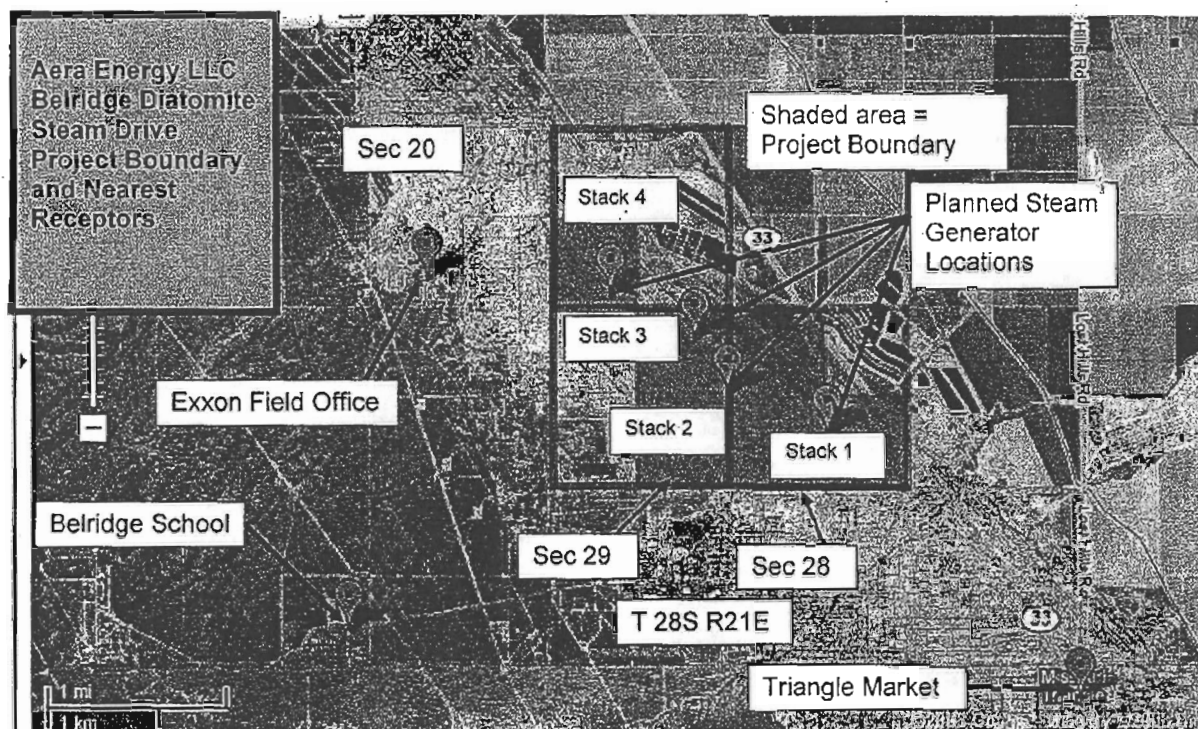 Aera Energy LLC
Belridge Diatomite
Steam Drive
Project Boundary
and Nearest
Receptors
Sec 20
Shaded area =
Project Boundary
Hills Rd
Stack 4
33
Planned Steam
Generator
Locations
Stack 3
Exxon Field Office
Stack 2
Stack 1
Belridge School
Sec 29
Sec 28
T 28S R21E
33
Triangle Market
1 mi
1 km